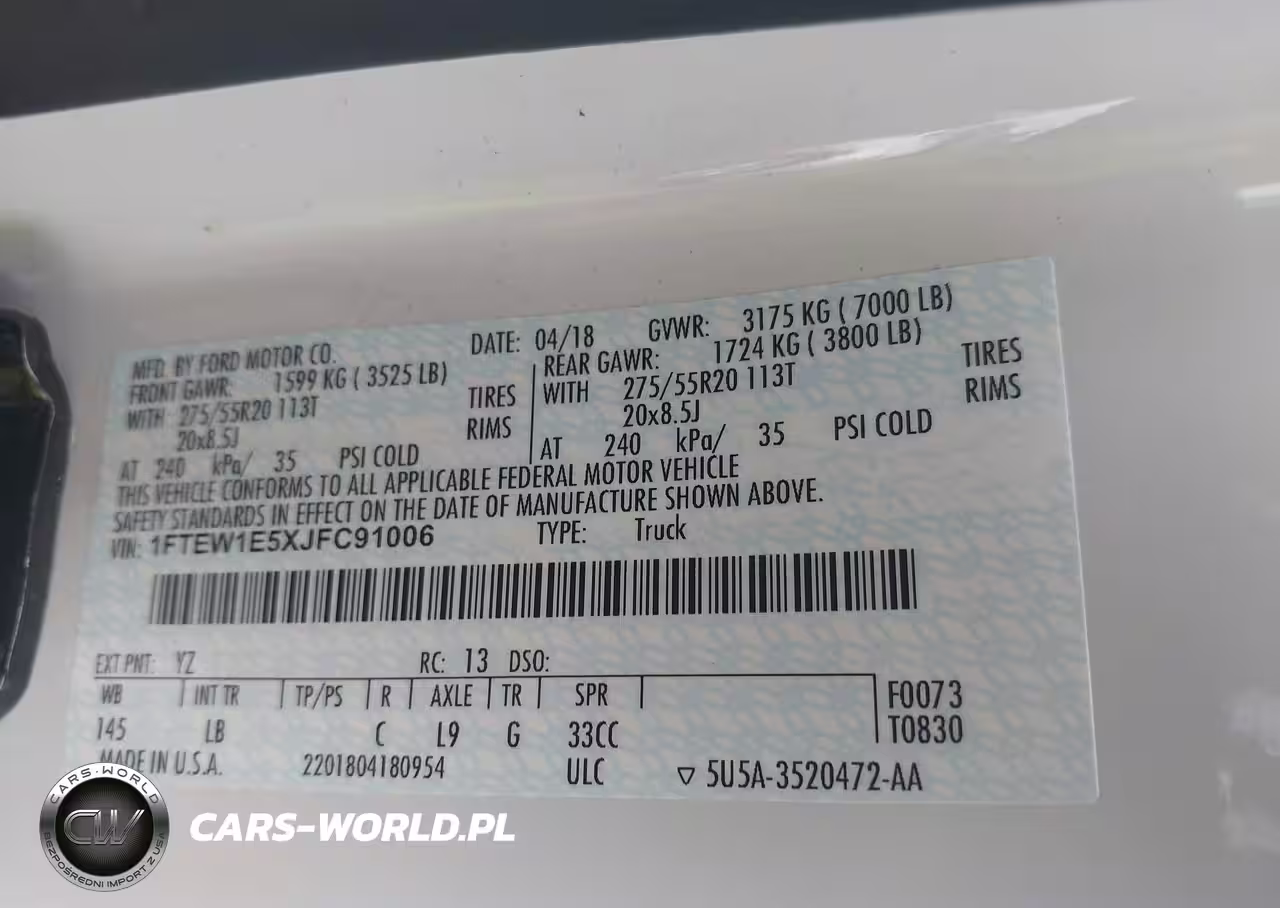 MFD. BY FORD MOTOR CO. DATE: 04/18 GVWR: 3175 KG ( 7000 LB)
FRONT GAWR: 1599 KG ( 3525 LB) REAR GAWR: 1724 KG ( 3800 LB)
WITH 275/55R20 113T TIRES WITH 275/55R20 113T TIRES
20x8.5J RIMS 20x8.5J RIMS
AT 240 kPa/ 35 PSI COLD AT 240 kPa/ 35 PSI COLD
THIS VEHICLE CONFORMS TO ALL APPLICABLE FEDERAL MOTOR VEHICLE
SAFETY STANDARDS IN EFFECT ON THE DATE OF MANUFACTURE SHOWN ABOVE.
VIN: 1FTEW1E5XJFC91006 TYPE: Truck
EXT PNT: YZ RC: 13 DSO:
WB INT TR TP/PS R AXLE TR SPR F0073
145 LB C L9 G 33CC T0830
MADE IN U.S.A. 2201804180954 ULC ▽ 5U5A-3520472-AA
CARS-WORLD
CW
BEZPOŚREDNI IMPORT Z USA
CARS-WORLD.PL